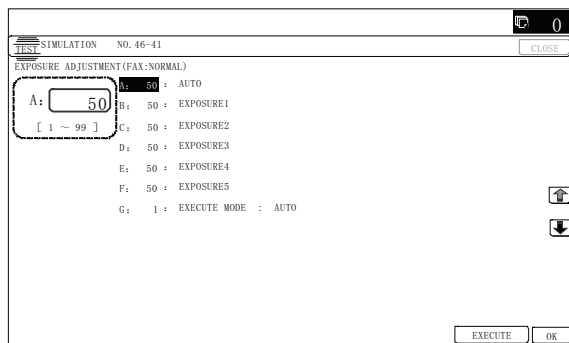 0
TEST SIMULATION NO.46-41
CLOSE
EXPOSURE ADJUSTMENT(FAX:NORMAL)
A: 50
[ 1 ~ 99 ]
A: 50 : AUTO
B: 50 : EXPOSURE1
C: 50 : EXPOSURE2
D: 50 : EXPOSURE3
E: 50 : EXPOSURE4
F: 50 : EXPOSURE5
G: 1 : EXECUTE MODE : AUTO
EXECUTE OK